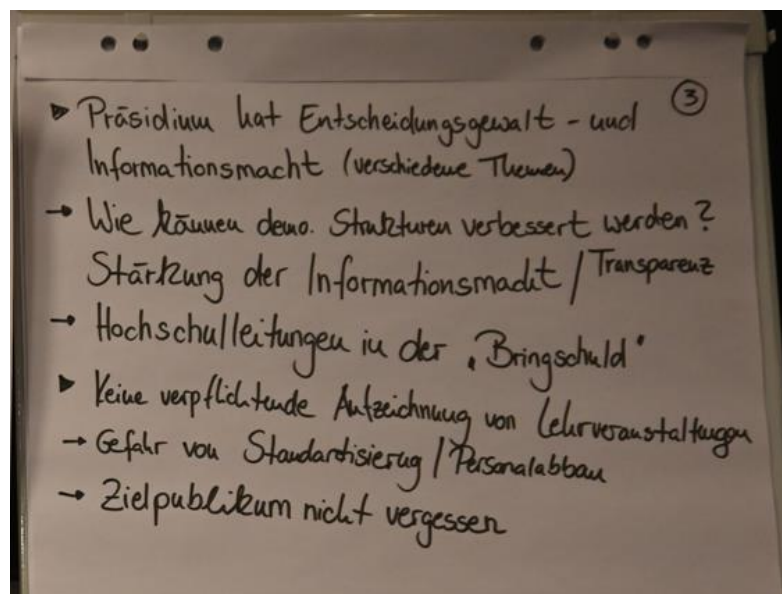 ③
▶ Präsidium hat Entscheidungsgewalt - und
Informationsmacht (verschiedene Themen)
→ Wie können demo. Strukturen verbessert werden?
Stärkung der Informationsmacht / Transparenz
→ Hochschulleitungen in der „Bringschuld"
▶ Keine verpflichtende Aufzeichnung von Lehrveranstaltungen
→ Gefahr von Standardisierug / Personalabbau
→ Zielpublikum nicht vergessen